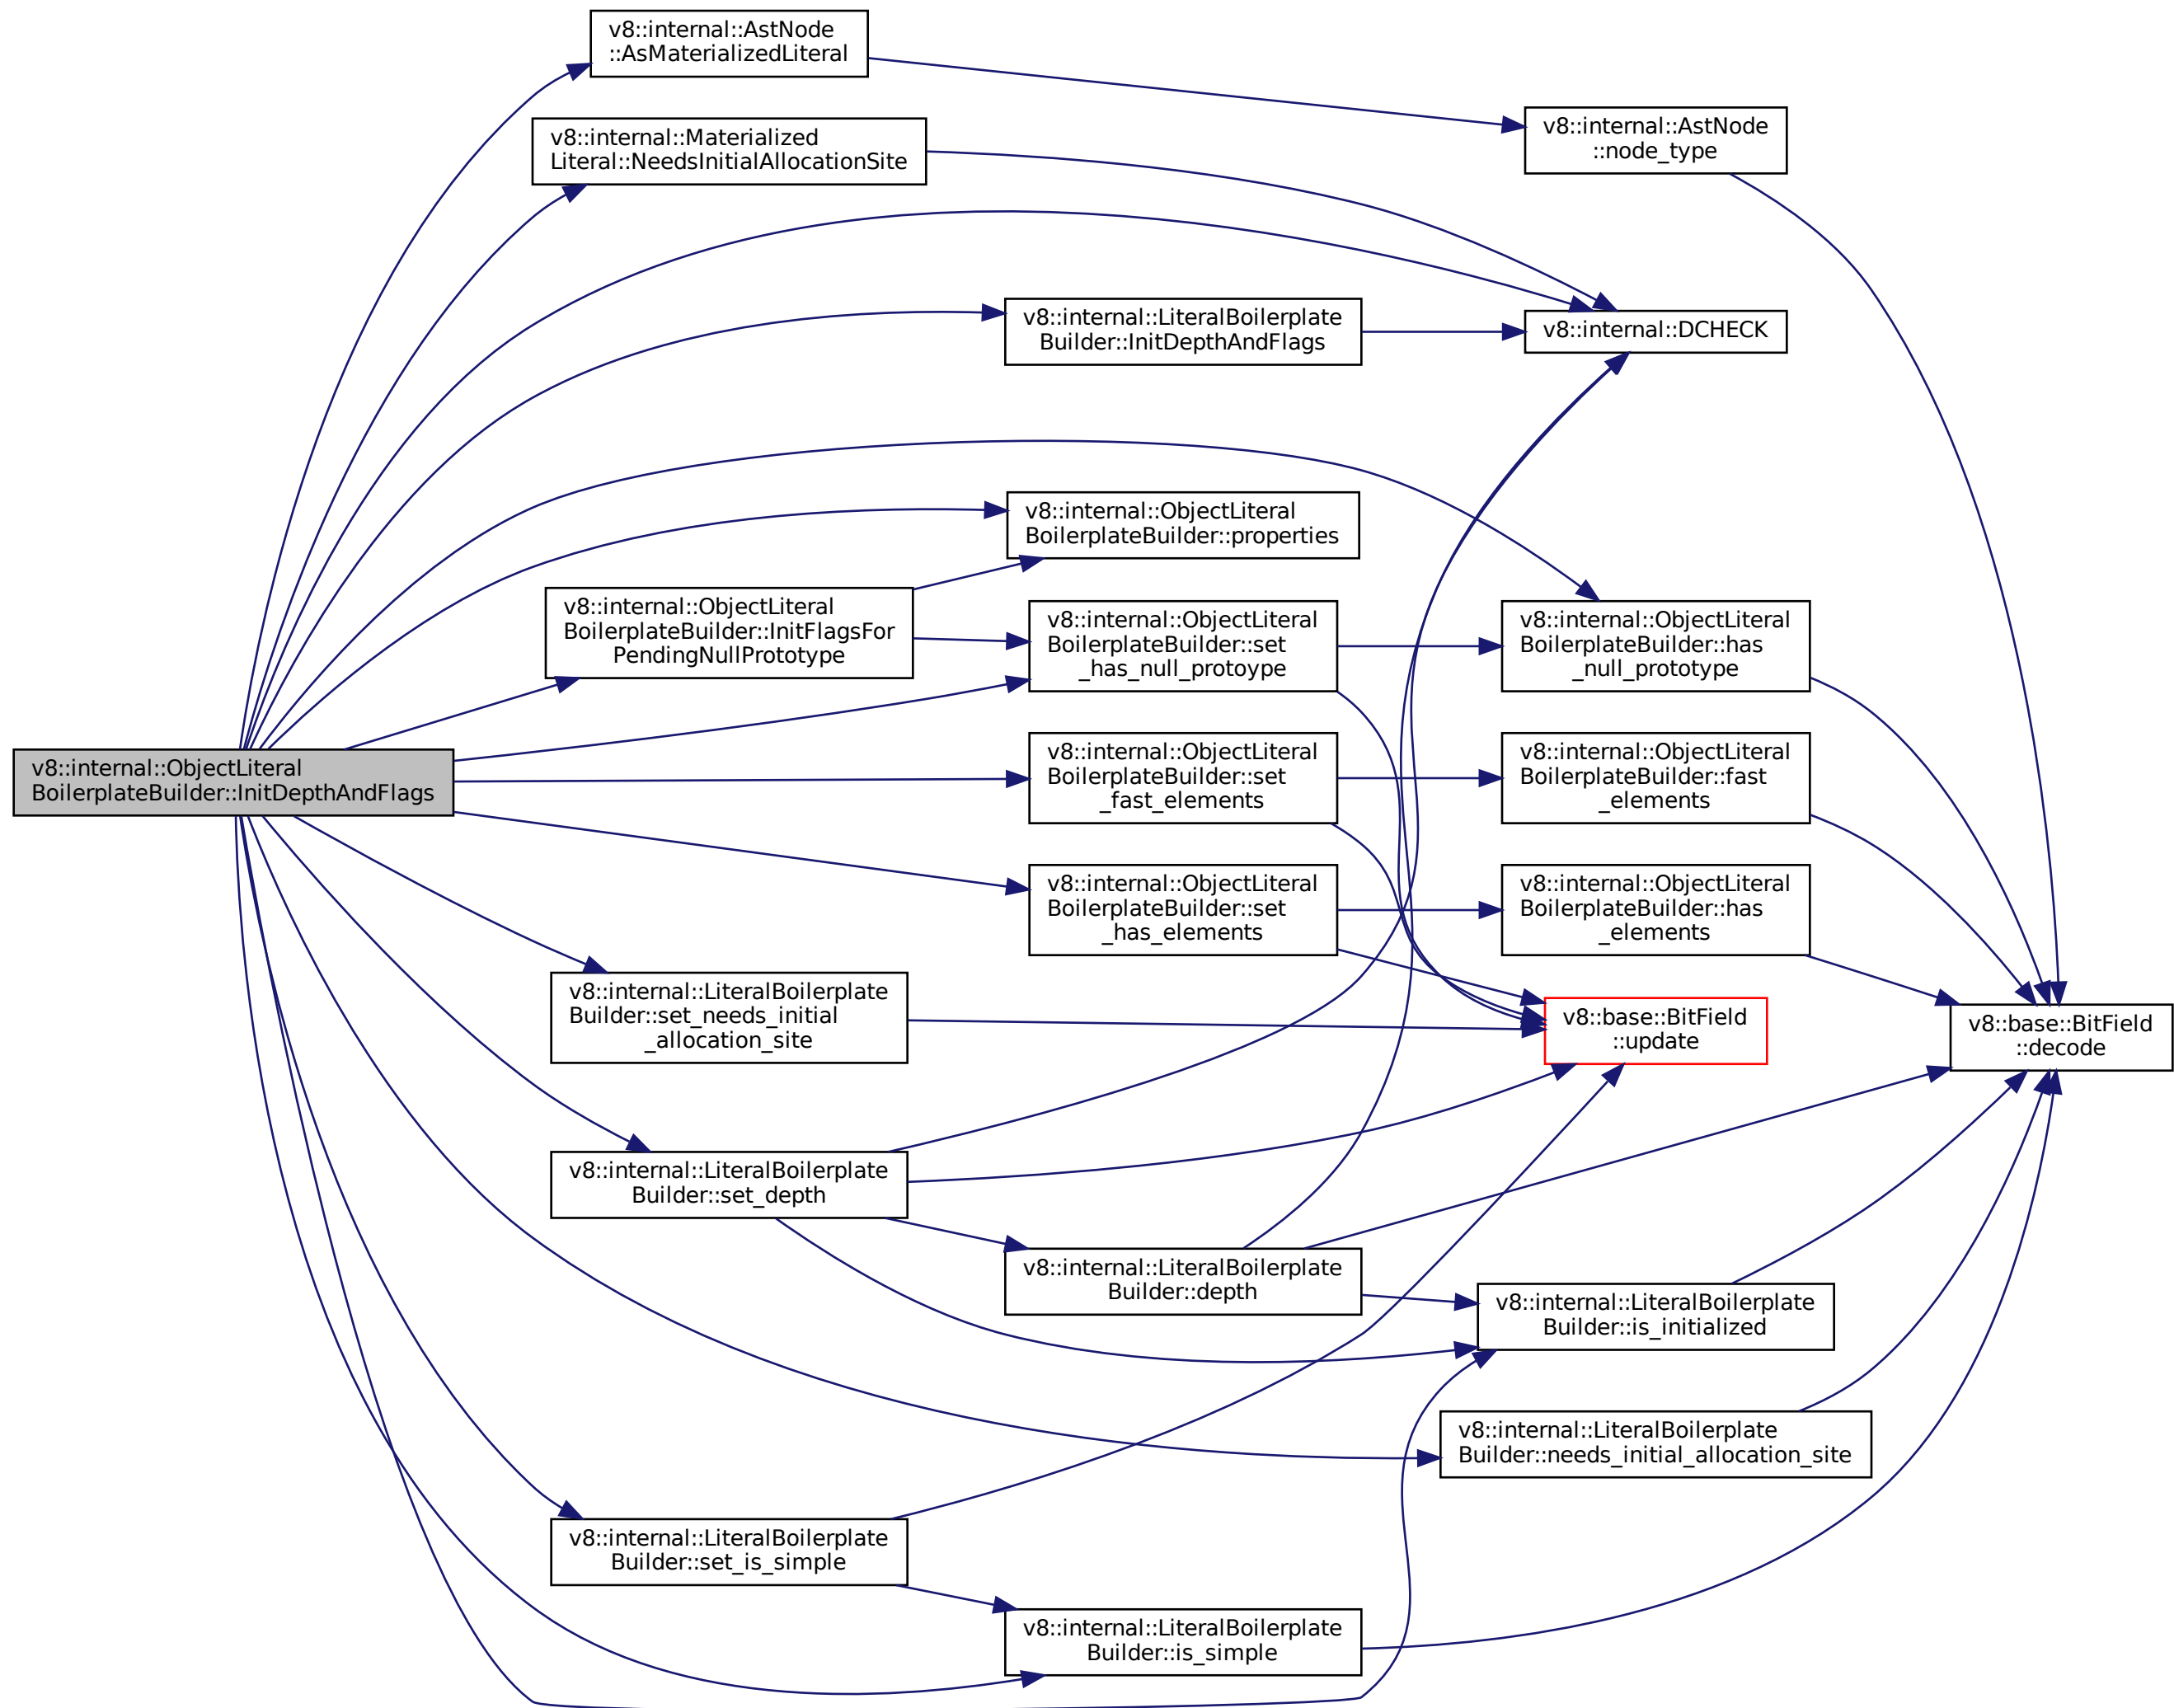 v8::internal::AstNode
::AsMaterializedLiteral
v8::internal::AstNode
::node_type
v8::internal::Materialized
Literal::NeedsInitialAllocationSite
v8::internal::LiteralBoilerplate
Builder::InitDepthAndFlags
v8::internal::DCHECK
v8::internal::ObjectLiteral
BoilerplateBuilder::properties
v8::internal::ObjectLiteral
BoilerplateBuilder::InitFlagsFor
PendingNullPrototype
v8::internal::ObjectLiteral
BoilerplateBuilder::set
_has_null_protoype
v8::internal::ObjectLiteral
BoilerplateBuilder::has
_null_prototype
v8::internal::ObjectLiteral
BoilerplateBuilder::InitDepthAndFlags
v8::internal::ObjectLiteral
BoilerplateBuilder::set
_fast_elements
v8::internal::ObjectLiteral
BoilerplateBuilder::fast
_elements
v8::internal::ObjectLiteral
BoilerplateBuilder::set
_has_elements
v8::internal::ObjectLiteral
BoilerplateBuilder::has
_elements
v8::internal::LiteralBoilerplate
Builder::set_needs_initial
_allocation_site
v8::base::BitField
::update
v8::base::BitField
::decode
v8::internal::LiteralBoilerplate
Builder::set_depth
v8::internal::LiteralBoilerplate
Builder::depth
v8::internal::LiteralBoilerplate
Builder::is_initialized
v8::internal::LiteralBoilerplate
Builder::needs_initial_allocation_site
v8::internal::LiteralBoilerplate
Builder::set_is_simple
v8::internal::LiteralBoilerplate
Builder::is_simple